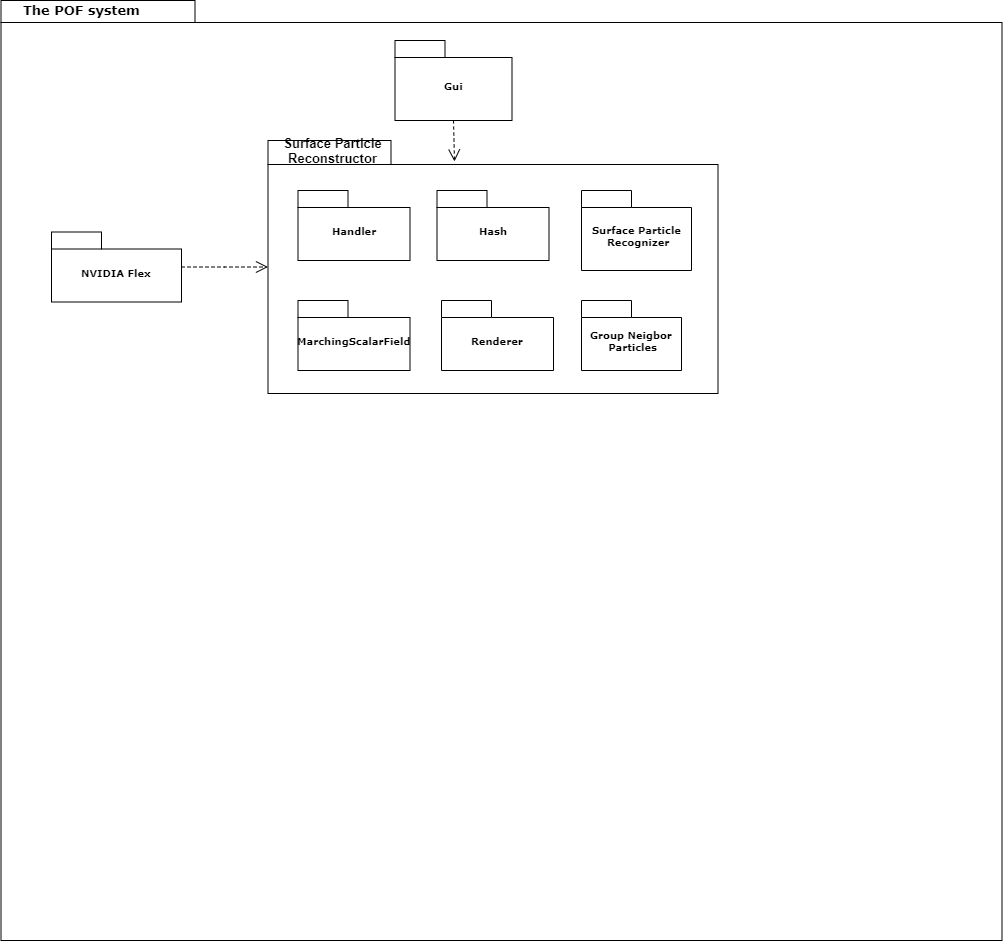 The POF system
Gui
Surface Particle
Reconstructor
Handler
Hash
Surface Particle
Recognizer
NVIDIA Flex
MarchingScalarField
Renderer
Group Neigbor
Particles